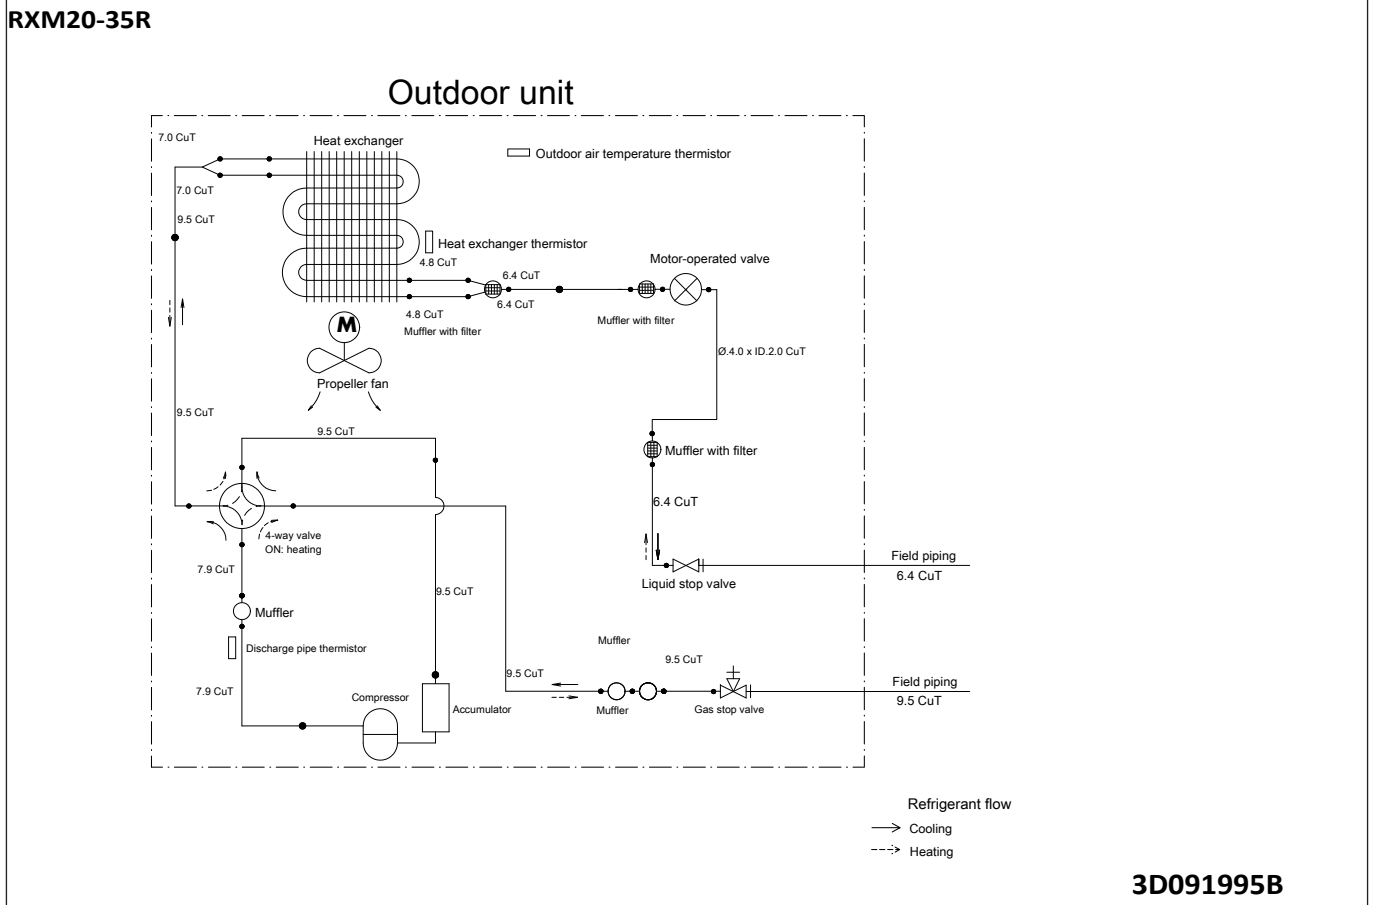 RXM20-35R
Outdoor unit
7.0 CuT
Heat exchanger
Outdoor air temperature thermistor
7.0 CuT
9.5 CuT
Heat exchanger thermistor
4.8 CuT
6.4 CuT
Motor-operated valve
6.4 CuT
4.8 CuT
Muffler with filter
Muffler with filter
M
Ø.4.0 x ID.2.0 CuT
Propeller fan
9.5 CuT
9.5 CuT
Muffler with filter
6.4 CuT
4-way valve
ON: heating
7.9 CuT
Field piping
6.4 CuT
Liquid stop valve
9.5 CuT
Muffler
Discharge pipe thermistor
Muffler
9.5 CuT
9.5 CuT
7.9 CuT
Compressor
Accumulator
Muffler
Gas stop valve
Field piping
9.5 CuT
Refrigerant flow
Cooling
Heating
3D091995B